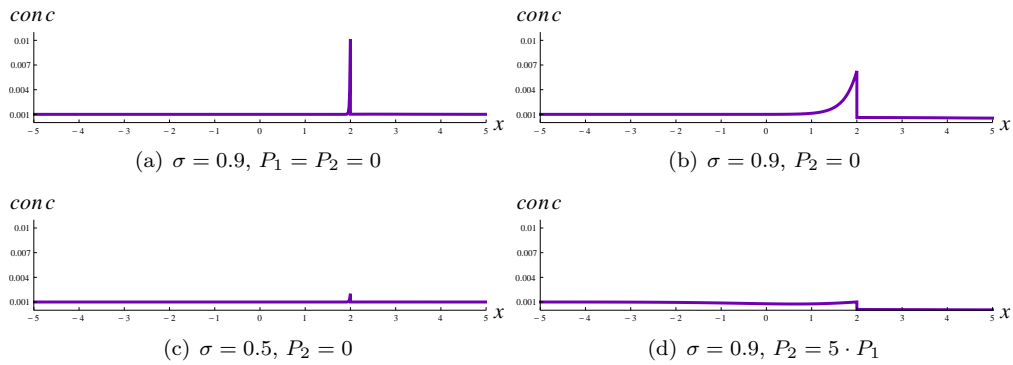 conc
0.01
0.007
0.004
0.001
−5 −4 −3 −2 −1 0 1 2 3 4 5 x
(a) σ = 0.9, P₁ = P₂ = 0
conc
0.01
0.007
0.004
0.001
−5 −4 −3 −2 −1 0 1 2 3 4 5 x
(b) σ = 0.9, P₂ = 0
conc
0.01
0.007
0.004
0.001
−5 −4 −3 −2 −1 0 1 2 3 4 5 x
(c) σ = 0.5, P₂ = 0
conc
0.01
0.007
0.004
0.001
−5 −4 −3 −2 −1 0 1 2 3 4 5 x
(d) σ = 0.9, P₂ = 5 · P₁